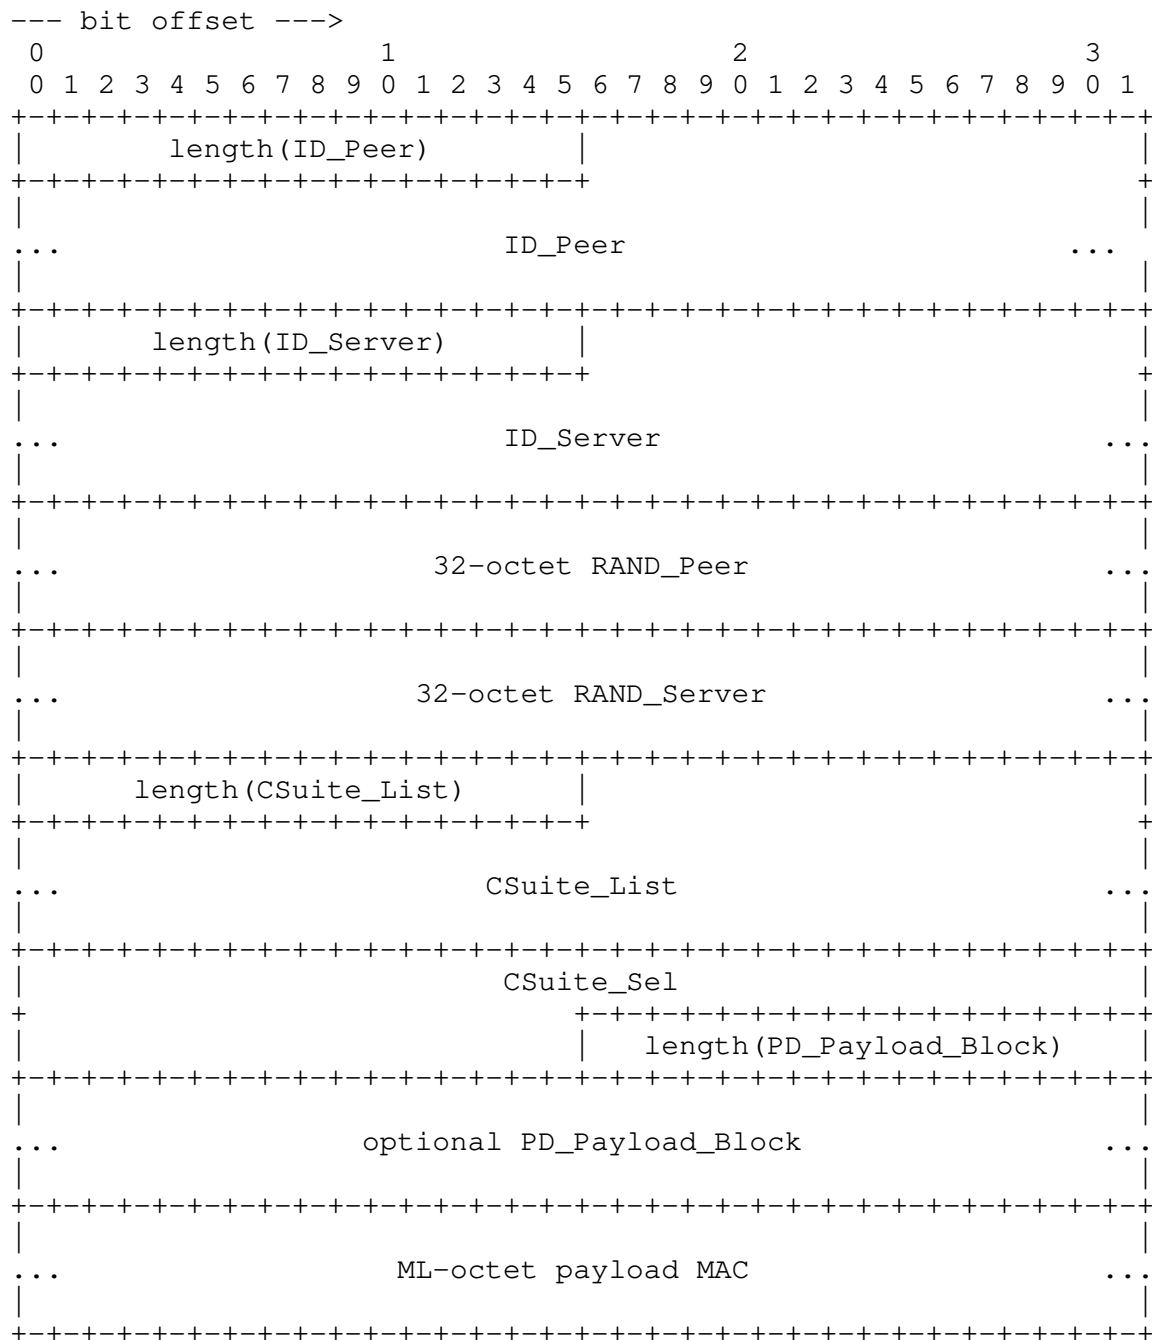 --- bit offset --->
 0                   1                   2                   3
 0 1 2 3 4 5 6 7 8 9 0 1 2 3 4 5 6 7 8 9 0 1 2 3 4 5 6 7 8 9 0 1
+-+-+-+-+-+-+-+-+-+-+-+-+-+-+-+-+-+-+-+-+-+-+-+-+-+-+-+-+-+-+-+-+
|        length(ID_Peer)        |                               |
+-+-+-+-+-+-+-+-+-+-+-+-+-+-+-+-+                               +
|                                                               |
...                         ID_Peer                         ...
|                                                               |
+-+-+-+-+-+-+-+-+-+-+-+-+-+-+-+-+-+-+-+-+-+-+-+-+-+-+-+-+-+-+-+-+
|       length(ID_Server)       |                               |
+-+-+-+-+-+-+-+-+-+-+-+-+-+-+-+-+                               +
|                                                               |
...                         ID_Server                         ...
|                                                               |
+-+-+-+-+-+-+-+-+-+-+-+-+-+-+-+-+-+-+-+-+-+-+-+-+-+-+-+-+-+-+-+-+
|                                                               |
...                     32-octet RAND_Peer                    ...
|                                                               |
+-+-+-+-+-+-+-+-+-+-+-+-+-+-+-+-+-+-+-+-+-+-+-+-+-+-+-+-+-+-+-+-+
|                                                               |
...                    32-octet RAND_Server                   ...
|                                                               |
+-+-+-+-+-+-+-+-+-+-+-+-+-+-+-+-+-+-+-+-+-+-+-+-+-+-+-+-+-+-+-+-+
|      length(CSuite_List)      |                               |
+-+-+-+-+-+-+-+-+-+-+-+-+-+-+-+-+                               +
|                                                               |
...                        CSuite_List                        ...
|                                                               |
+-+-+-+-+-+-+-+-+-+-+-+-+-+-+-+-+-+-+-+-+-+-+-+-+-+-+-+-+-+-+-+-+
|                           CSuite_Sel                          |
+                               +-+-+-+-+-+-+-+-+-+-+-+-+-+-+-+-+
|                               |   length(PD_Payload_Block)    |
+-+-+-+-+-+-+-+-+-+-+-+-+-+-+-+-+-+-+-+-+-+-+-+-+-+-+-+-+-+-+-+-+
|                                                               |
...                 optional PD_Payload_Block                 ...
|                                                               |
+-+-+-+-+-+-+-+-+-+-+-+-+-+-+-+-+-+-+-+-+-+-+-+-+-+-+-+-+-+-+-+-+
|                                                               |
...                   ML-octet payload MAC                    ...
|                                                               |
+-+-+-+-+-+-+-+-+-+-+-+-+-+-+-+-+-+-+-+-+-+-+-+-+-+-+-+-+-+-+-+-+